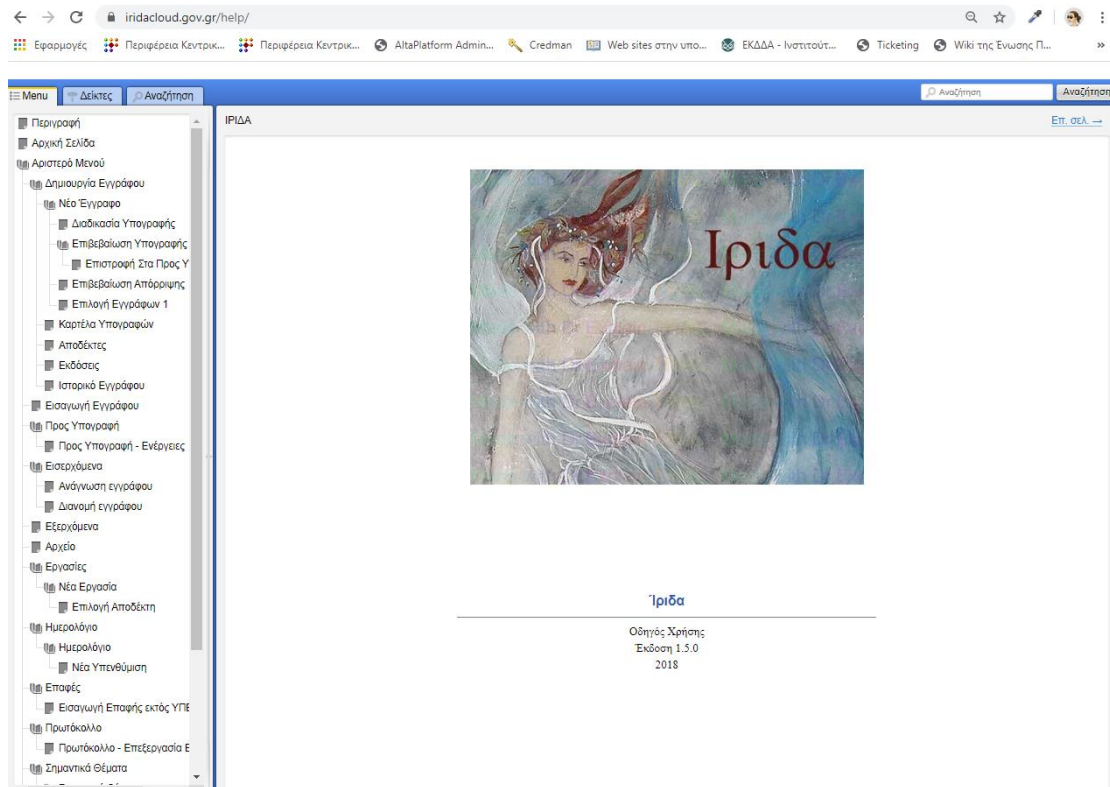 iridacloud.gov.gr/help/
Εφαρμογές Περιφέρεια Κεντρικ... Περιφέρεια Κεντρικ... AltaPlatform Admin... Credman Web sites στην υπο... ΕΚΔΔΑ - Ινστιτούτ... Ticketing Wiki της Ένωσης Π... »
Menu Δείκτες Αναζήτηση Αναζήτηση Αναζήτηση
ΙΡΙΔΑ Επ. σελ. →
Περιγραφή
Αρχική Σελίδα
Αριστερό Μενού
Δημιουργία Εγγράφου
Νέο Έγγραφο
Διαδικασία Υπογραφής
Επιβεβαίωση Υπογραφής
Επιστροφή Στα Προς Υ
Επιβεβαίωση Απόρριψης
Επιλογή Εγγράφων 1
Καρτέλα Υπογραφών
Αποδέκτες
Εκδόσεις
Ιστορικό Εγγράφου
Εισαγωγή Εγγράφου
Προς Υπογραφή
Προς Υπογραφή - Ενέργειες
Εισερχόμενα
Ανάγνωση εγγράφου
Διανομή εγγράφου
Εξερχόμενα
Αρχείο
Εργασίες
Νέα Εργασία
Επιλογή Αποδέκτη
Ημερολόγιο
Ημερολόγιο
Νέα Υπενθύμιση
Επαφές
Εισαγωγή Επαφής εκτός ΥΠΕ
Πρωτόκολλο
Πρωτόκολλο - Επεξεργασία Ε
Σημαντικά Θέματα
Ιριδα
Ίριδα
Οδηγός Χρήσης
Έκδοση 1.5.0
2018